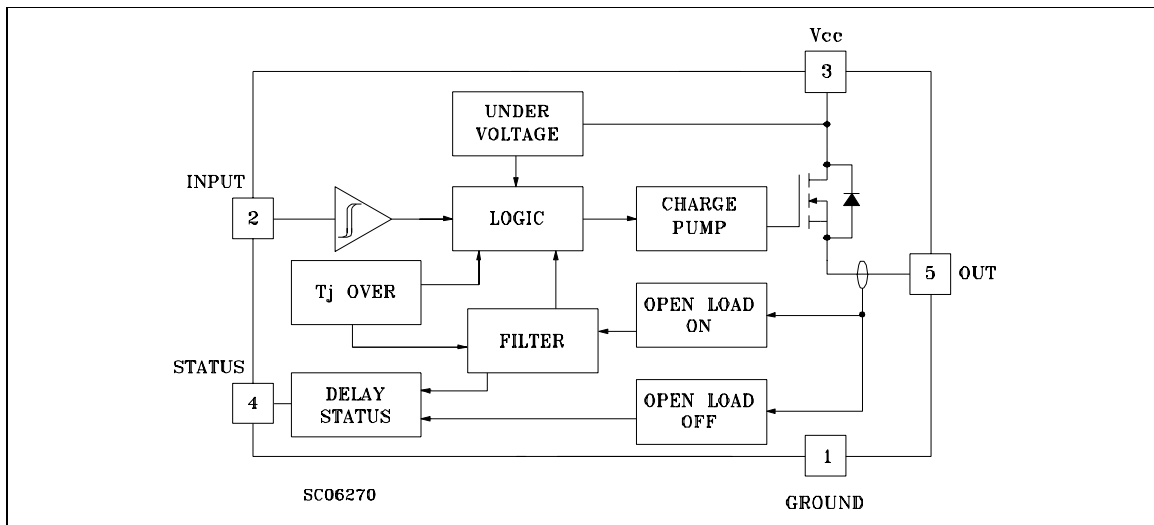 Vcc
3
UNDER
VOLTAGE
INPUT
2
LOGIC
CHARGE
PUMP
5
OUT
Tj OVER
OPEN LOAD
ON
FILTER
STATUS
4
DELAY
STATUS
OPEN LOAD
OFF
1
SC06270
GROUND